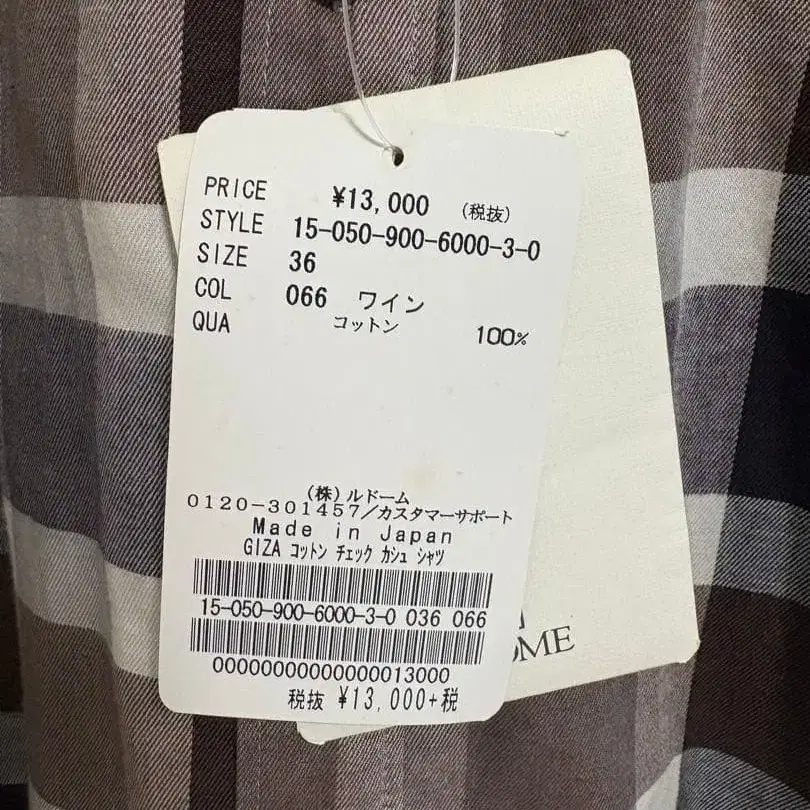 PRICE ¥13,000 (税抜)
STYLE 15-050-900-6000-3-0
SIZE 36
COL 066 ワイン
QUA コットン 100%
(株)ルドーム
0120-301457/カスタマーサポート
Made in Japan
GIZA コットン チェック カシュ シャツ
15-050-900-6000-3-0 036 066
00000000000000013000
税抜 ¥13,000+税